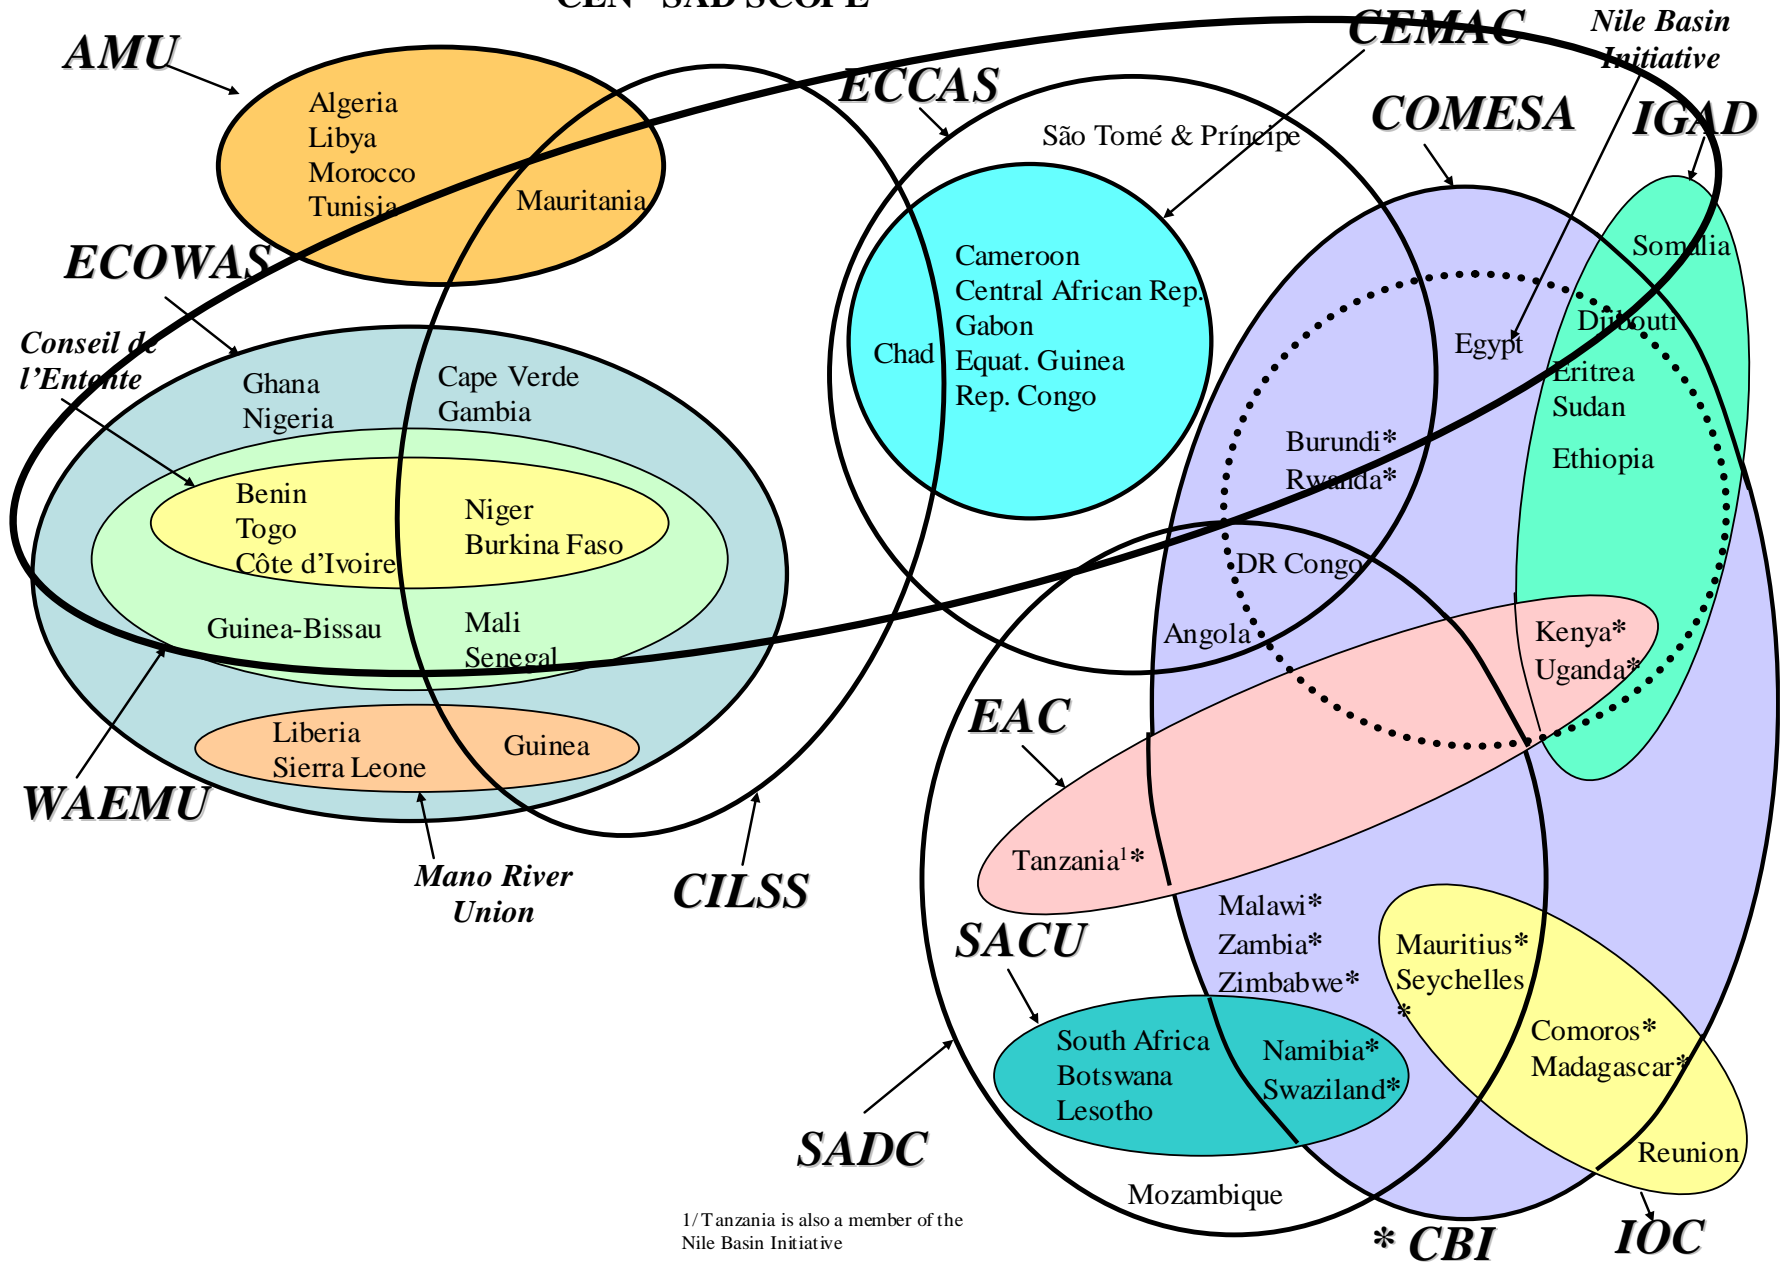 CEN - SAD SCOPE
AMU
Algeria
Libya
Morocco
Tunisia
Mauritania
ECOWAS
Conseil de
l'Entente
Ghana
Nigeria
Cape Verde
Gambia
Benin
Togo
Côte d'Ivoire
Niger
Burkina Faso
Guinea-Bissau
Mali
Senegal
Liberia
Sierra Leone
Guinea
WAEMU
Mano River
Union
CILSS
ECCAS
CEMAC
São Tomé & Príncipe
Chad
Cameroon
Central African Rep.
Gabon
Equat. Guinea
Rep. Congo
Nile Basin
Initiative
COMESA
IGAD
Somalia
Djibouti
Egypt
Eritrea
Sudan
Ethiopia
Burundi*
Rwanda*
DR Congo
Angola
Kenya*
Uganda*
EAC
Tanzania1*
SACU
Malawi*
Zambia*
Zimbabwe*
Mauritius*
Seychelles
*
Comoros*
Madagascar*
Reunion
South Africa
Botswana
Lesotho
Namibia*
Swaziland*
SADC
Mozambique
1/Tanzania is also a member of the
Nile Basin Initiative
* CBI
IOC